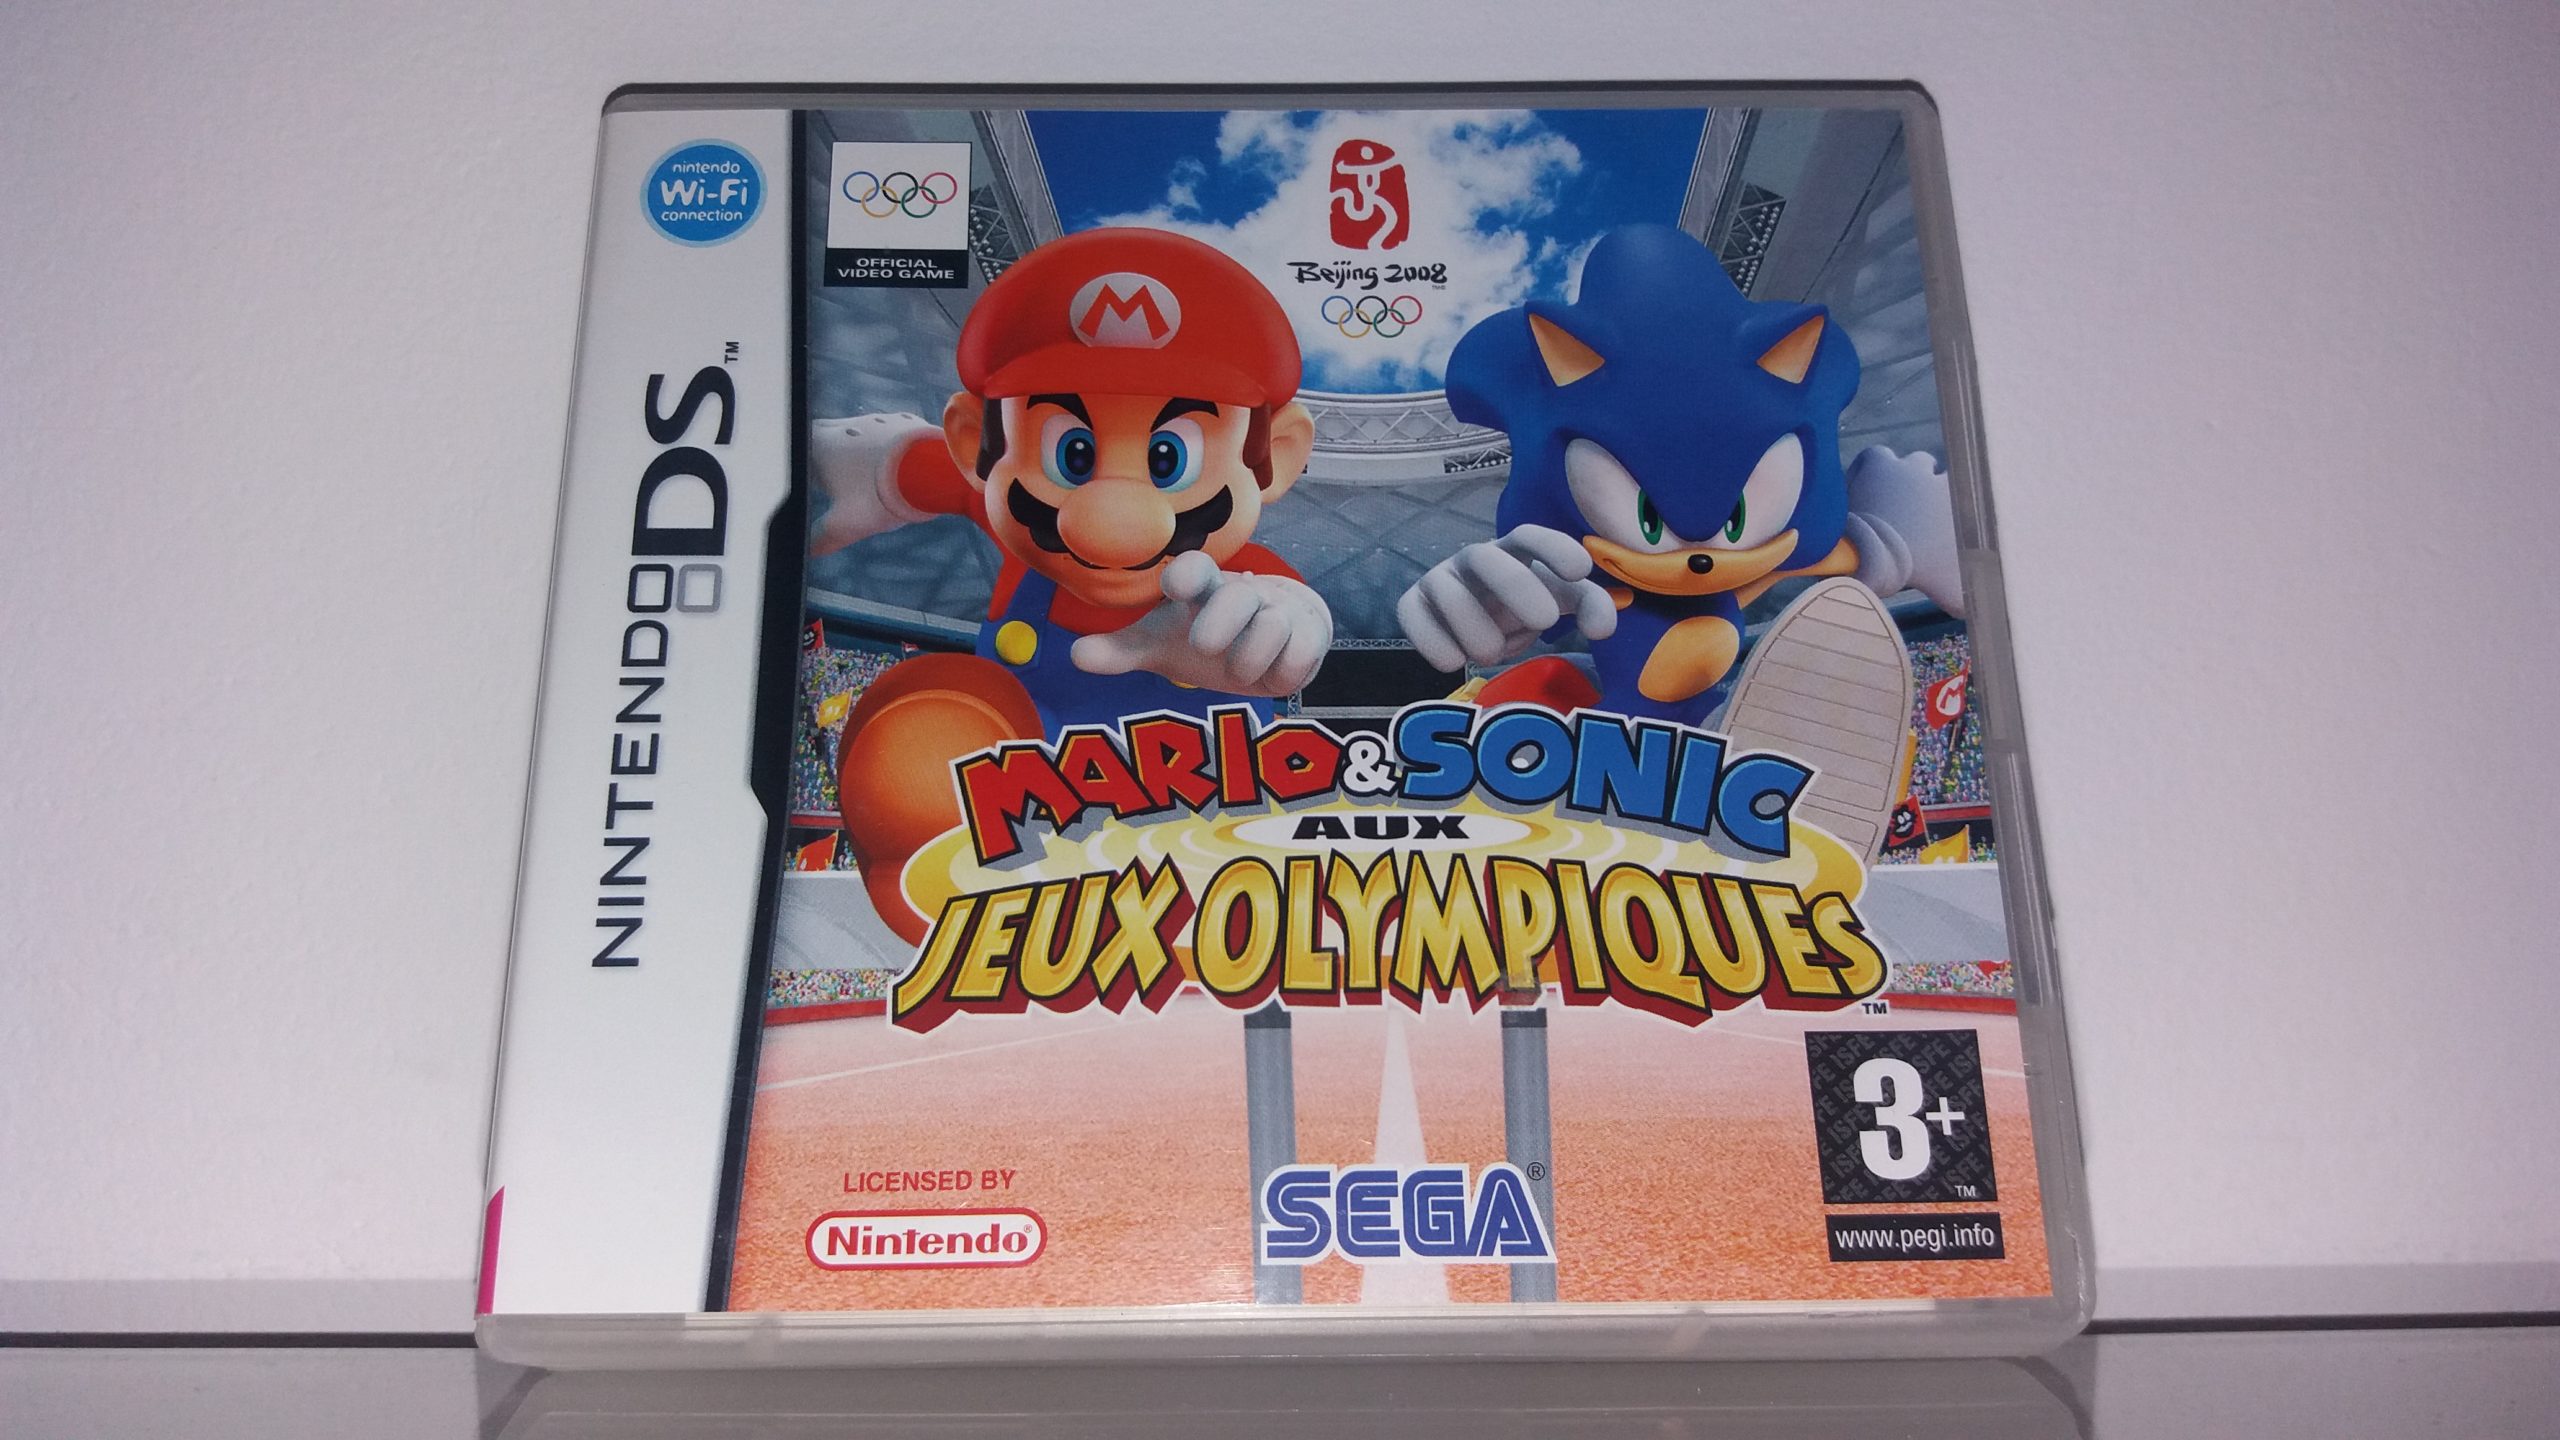 nintendo
Wi-Fi
connection
NINTENDO DS™
OFFICIAL
VIDEO GAME
M
Beijing 2008
™
MARIO & SONIC
AUX
JEUX OLYMPIQUES
™
LICENSED BY
Nintendo®
SEGA®
3+
™
www.pegi.info